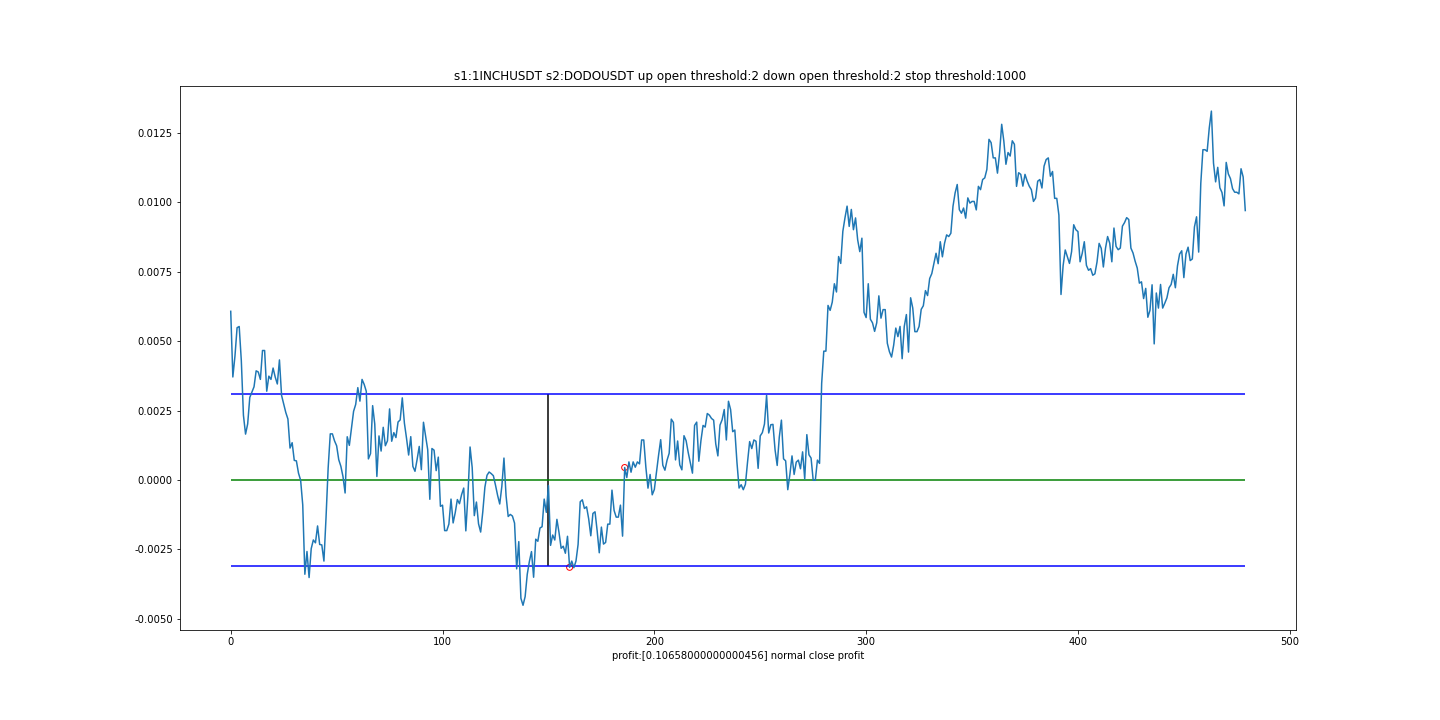 s1:1INCHUSDT s2:DODOUSDT up open threshold:2 down open threshold:2 stop threshold:1000
0.0125
0.0100
0.0075
0.0050
0.0025
0.0000
-0.0025
-0.0050
0 100 200 300 400 500
profit:[0.10658000000000456] normal close profit